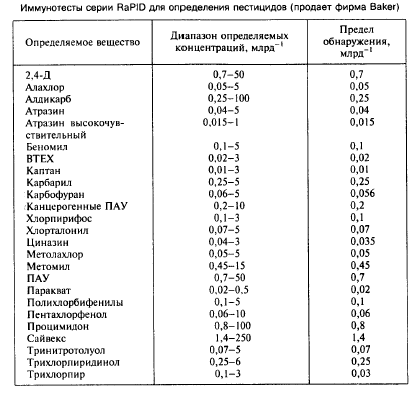 Иммунотесты серии RaPID для определения пестицидов (продает фирма Baker)
Определяемое вещество Диапазон определяемых концентраций, млрд⁻¹ Предел обнаружения, млрд⁻¹
2,4-Д 0,7–50 0,7
Алахлор 0,05–5 0,05
Алдикарб 0,25–100 0,25
Атразин 0,04–5 0,04
Атразин высокочув- 0,015–1 0,015
ствительный
Беномил 0,1–5 0,1
BTEX 0,02–3 0,02
Каптан 0,01–3 0,01
Карбарил 0,25–5 0,25
Карбофуран 0,06–5 0,056
Канцерогенные ПАУ 0,2–10 0,2
Хлорпирифос 0,1–3 0,1
Хлорталонил 0,07–5 0,07
Циназин 0,04–3 0,035
Метолахлор 0,05–5 0,05
Метомил 0,45–15 0,45
ПАУ 0,7–50 0,7
Паракват 0,02–0,5 0,02
Полихлорбифенилы 0,1–5 0,1
Пентахлорфенол 0,06–10 0,06
Процимидон 0,8–100 0,8
Сайвекс 1,4–250 1,4
Тринитротолуол 0,07–5 0,07
Трихлорпиридинол 0,25–6 0,25
Трихлорпир 0,1–3 0,03